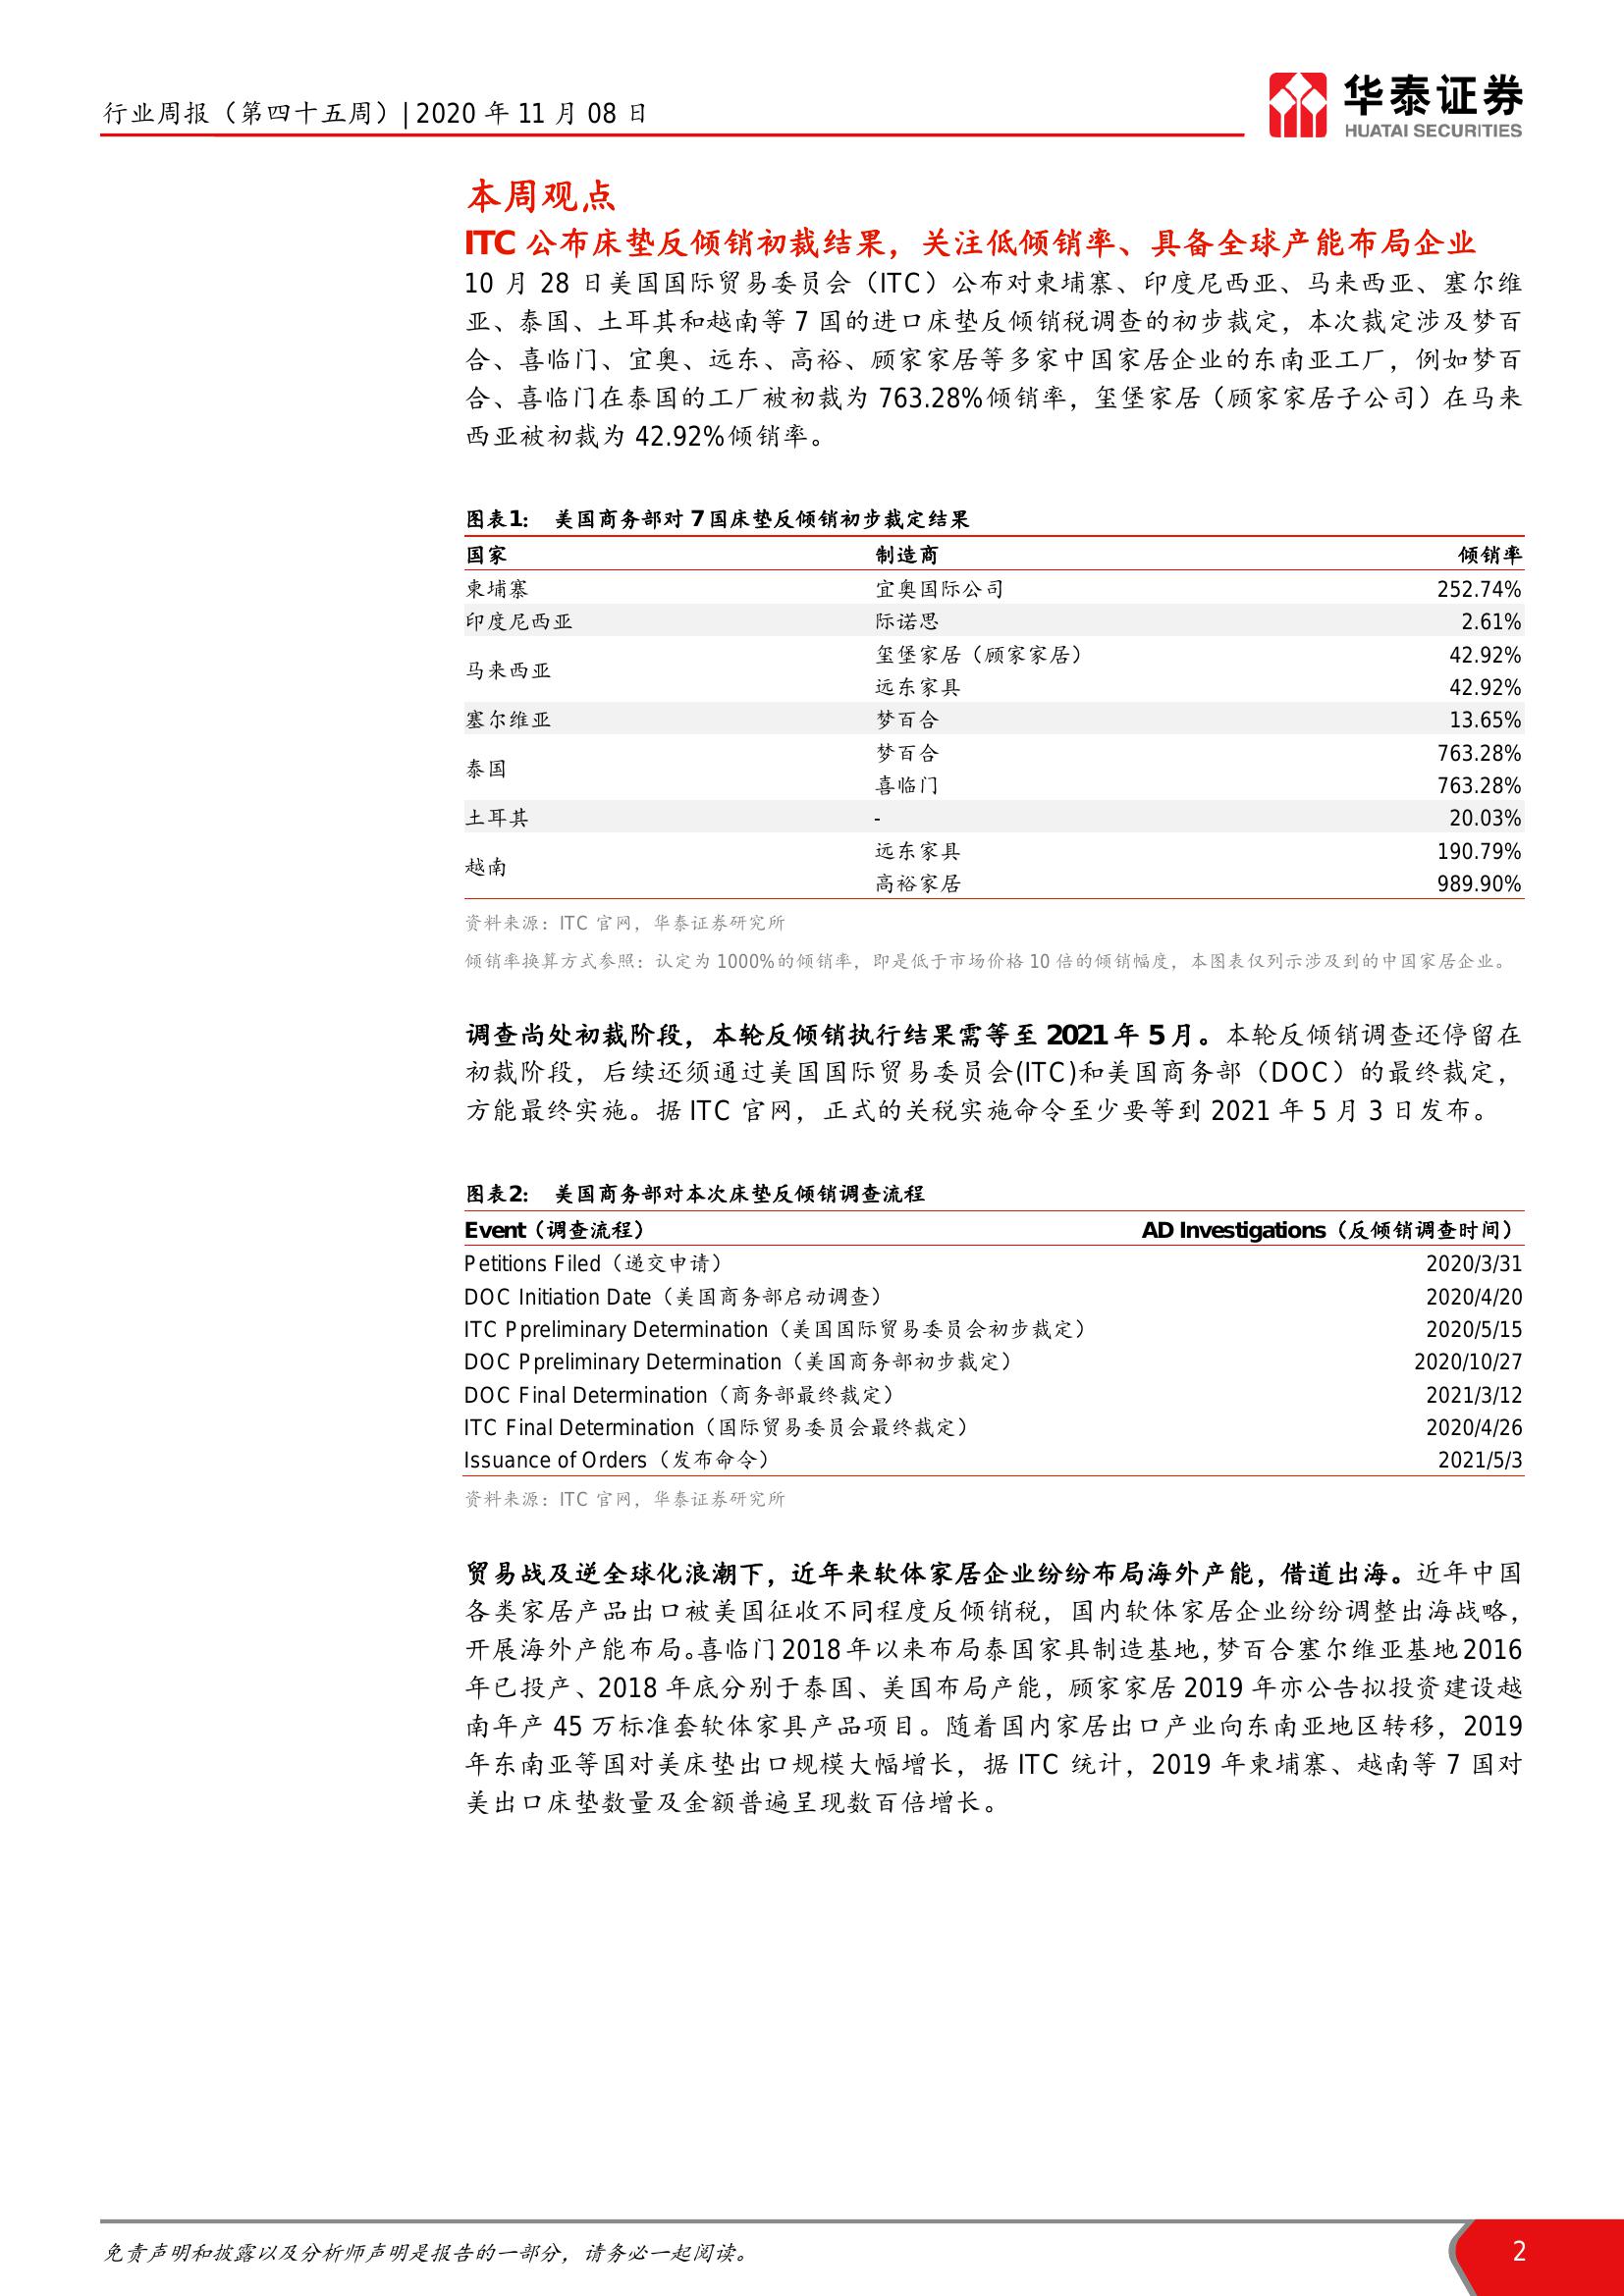 行业周报（第四十五周）| 2020 年 11 月 08 日
华泰证券
HUATAI SECURITIES
本周观点
ITC 公布床垫反倾销初裁结果，关注低倾销率、具备全球产能布局企业
10 月 28 日美国国际贸易委员会（ITC）公布对柬埔寨、印度尼西亚、马来西亚、塞尔维
亚、泰国、土耳其和越南等 7 国的进口床垫反倾销税调查的初步裁定，本次裁定涉及梦百
合、喜临门、宜奥、远东、高裕、顾家家居等多家中国家居企业的东南亚工厂，例如梦百
合、喜临门在泰国的工厂被初裁为 763.28%倾销率，玺堡家居（顾家家居子公司）在马来
西亚被初裁为 42.92%倾销率。
图表1： 美国商务部对 7 国床垫反倾销初步裁定结果
国家 制造商 倾销率
柬埔寨 宜奥国际公司 252.74%
印度尼西亚 际诺思 2.61%
马来西亚 玺堡家居（顾家家居） 42.92%
远东家具 42.92%
塞尔维亚 梦百合 13.65%
泰国 梦百合 763.28%
喜临门 763.28%
土耳其 - 20.03%
越南 远东家具 190.79%
高裕家居 989.90%
资料来源：ITC 官网，华泰证券研究所
倾销率换算方式参照：认定为 1000%的倾销率，即是低于市场价格 10 倍的倾销幅度，本图表仅列示涉及到的中国家居企业。
调查尚处初裁阶段，本轮反倾销执行结果需等至 2021 年 5 月。本轮反倾销调查还停留在
初裁阶段，后续还须通过美国国际贸易委员会(ITC)和美国商务部（DOC）的最终裁定，
方能最终实施。据 ITC 官网，正式的关税实施命令至少要等到 2021 年 5 月 3 日发布。
图表2： 美国商务部对本次床垫反倾销调查流程
Event（调查流程） AD Investigations（反倾销调查时间）
Petitions Filed（递交申请） 2020/3/31
DOC Initiation Date（美国商务部启动调查） 2020/4/20
ITC Ppreliminary Determination（美国国际贸易委员会初步裁定） 2020/5/15
DOC Ppreliminary Determination（美国商务部初步裁定） 2020/10/27
DOC Final Determination（商务部最终裁定） 2021/3/12
ITC Final Determination（国际贸易委员会最终裁定） 2020/4/26
Issuance of Orders（发布命令） 2021/5/3
资料来源：ITC 官网，华泰证券研究所
贸易战及逆全球化浪潮下，近年来软体家居企业纷纷布局海外产能，借道出海。近年中国
各类家居产品出口被美国征收不同程度反倾销税，国内软体家居企业纷纷调整出海战略，
开展海外产能布局。喜临门 2018 年以来布局泰国家具制造基地，梦百合塞尔维亚基地 2016
年已投产、2018 年底分别于泰国、美国布局产能，顾家家居 2019 年亦公告拟投资建设越
南年产 45 万标准套软体家具产品项目。随着国内家居出口产业向东南亚地区转移，2019
年东南亚等国对美床垫出口规模大幅增长，据 ITC 统计，2019 年柬埔寨、越南等 7 国对
美出口床垫数量及金额普遍呈现数百倍增长。
免责声明和披露以及分析师声明是报告的一部分，请务必一起阅读。
2